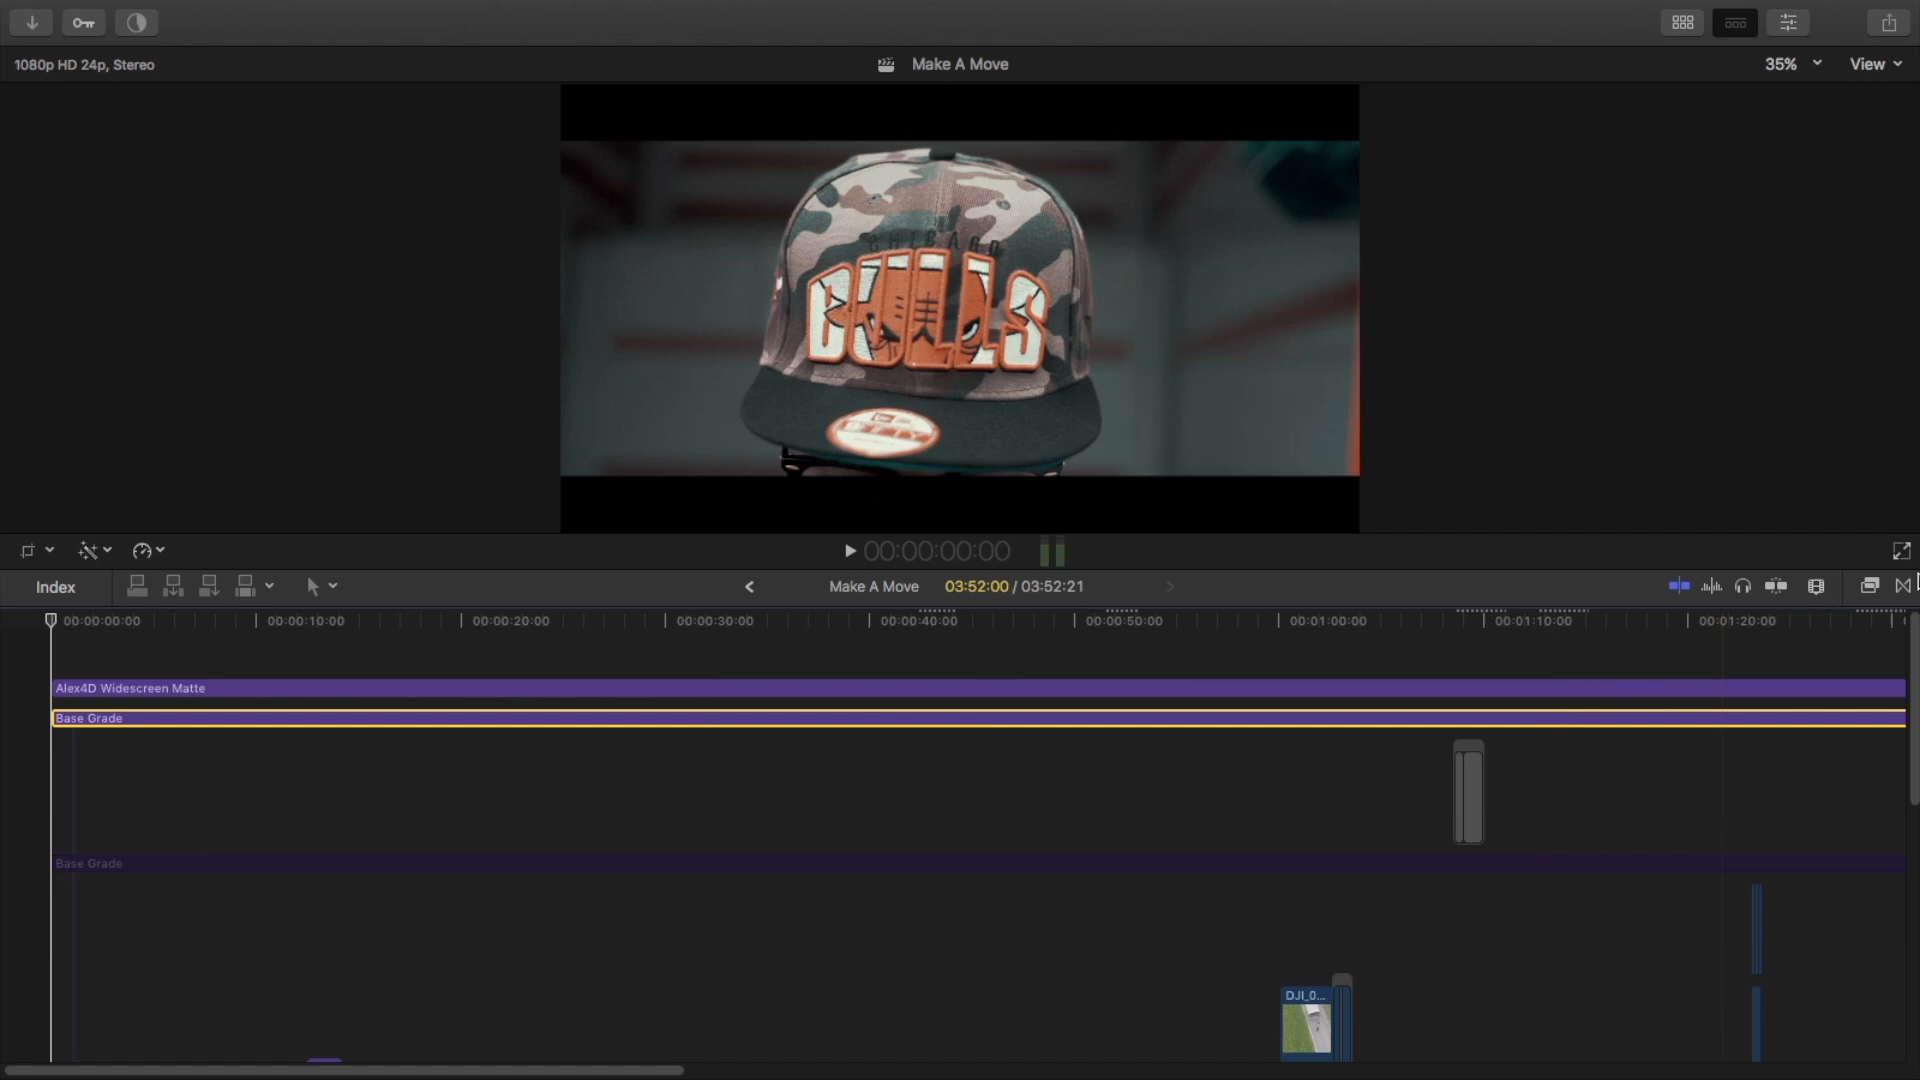 1080p HD 24p, Stereo
Make A Move
35%
View
CHICAGO
BULLS
00:00:00:00
Index
Make A Move
03:52:00 / 03:52:21
00:00:00:00
00:00:10:00
00:00:20:00
00:00:30:00
00:00:40:00
00:00:50:00
00:01:00:00
00:01:10:00
00:01:20:00
Alex4D Widescreen Matte
Base Grade
Base Grade
DJI_0...